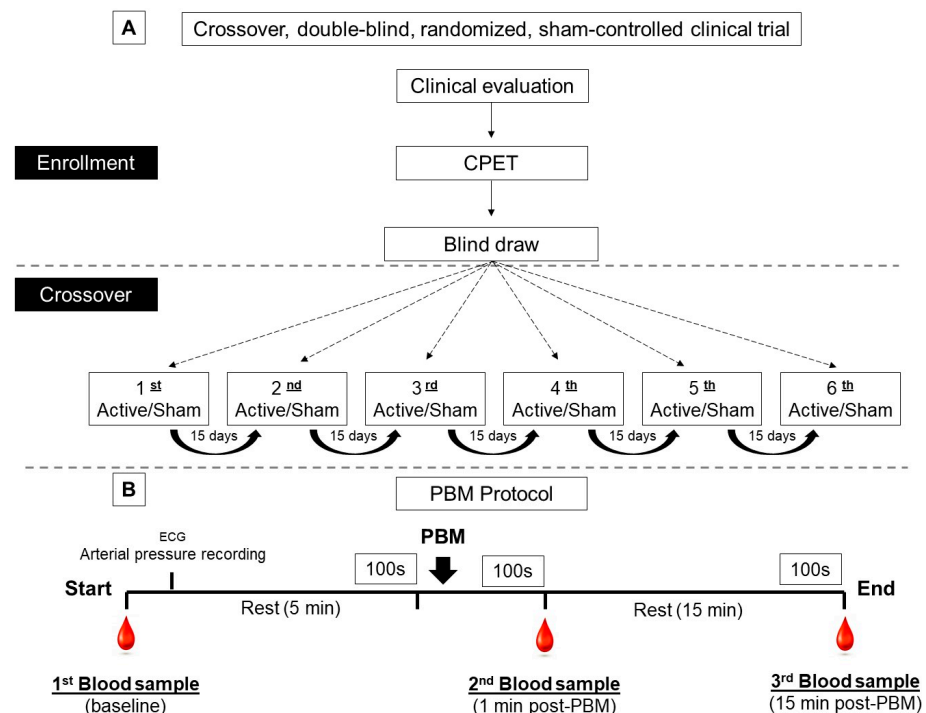 A
Crossover, double-blind, randomized, sham-controlled clinical trial
Clinical evaluation
Enrollment
CPET
Blind draw
Crossover
1 st
Active/Sham
2 nd
Active/Sham
3 rd
Active/Sham
4 th
Active/Sham
5 th
Active/Sham
6 th
Active/Sham
15 days
15 days
15 days
15 days
15 days
B
PBM Protocol
ECG
Arterial pressure recording
PBM
100s
100s
100s
Start
End
Rest (5 min)
Rest (15 min)
1st Blood sample
(baseline)
2nd Blood sample
(1 min post-PBM)
3rd Blood sample
(15 min post-PBM)